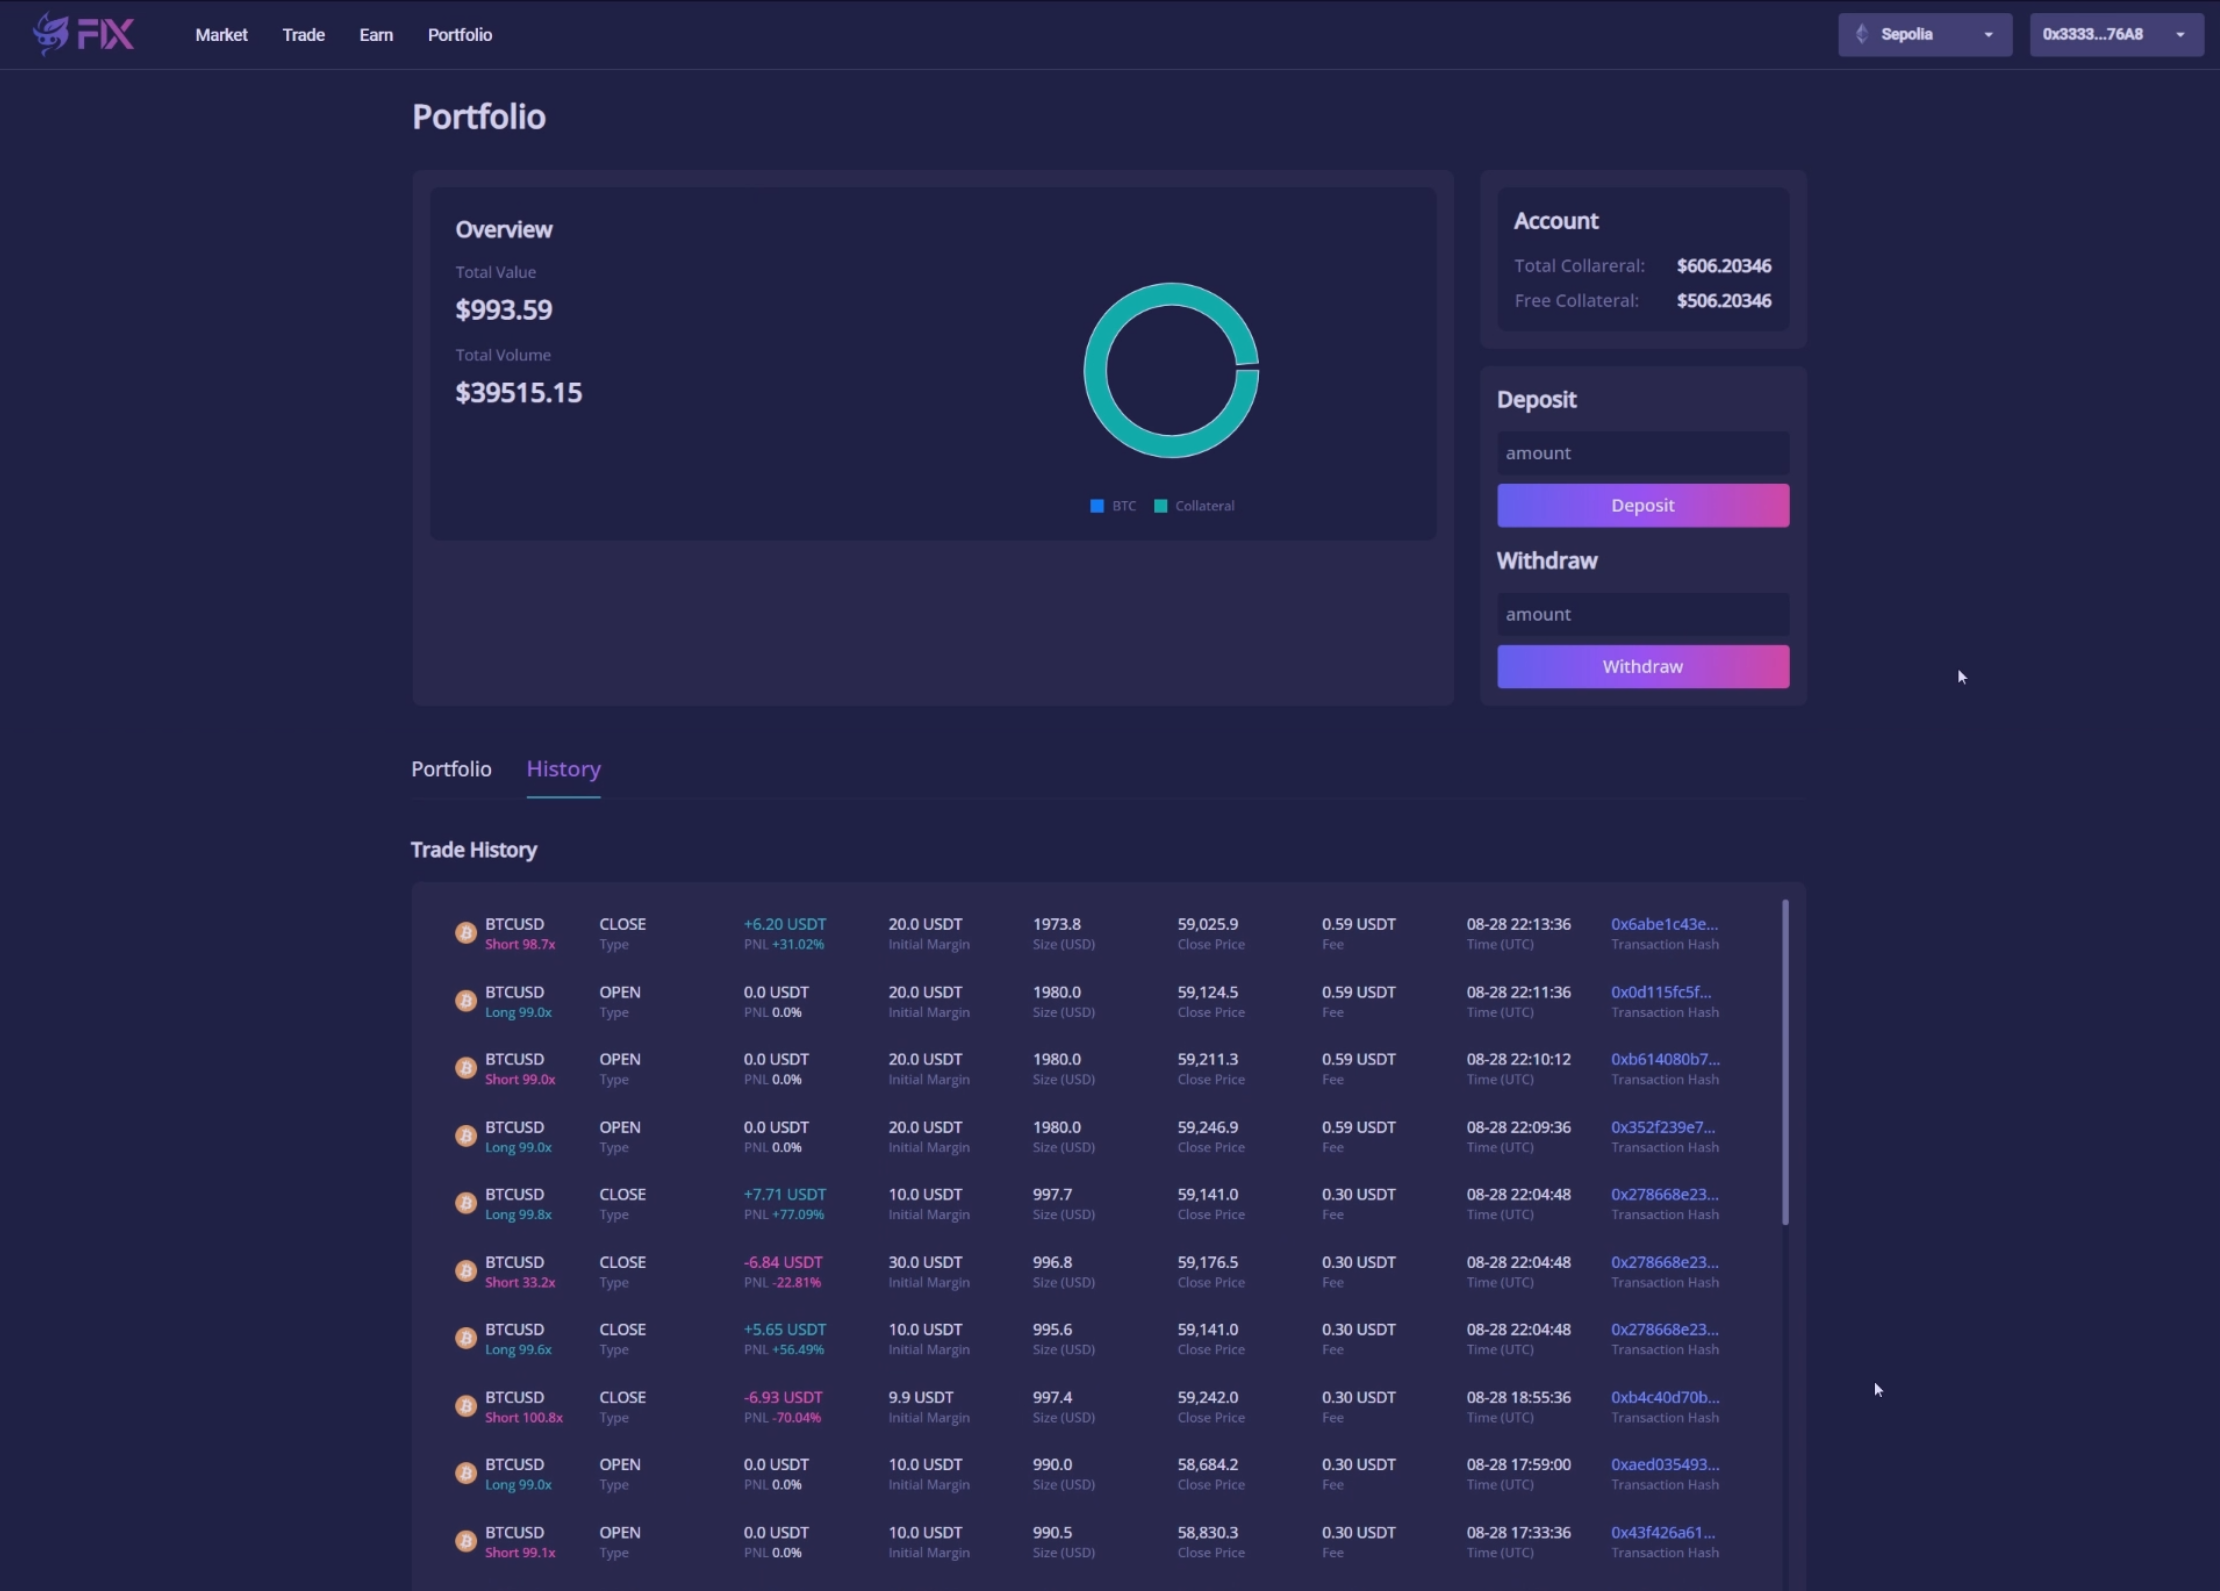 FIX Market Trade Earn Portfolio Sepolia 0x3333...76A8
Portfolio
Overview
Total Value
$993.59
Total Volume
$39515.15
BTC Collateral
Account
Total Collareral: $606.20346
Free Collateral: $506.20346
Deposit
amount
Deposit
Withdraw
amount
Withdraw
Portfolio History
Trade History
BTCUSD CLOSE +6.20 USDT 20.0 USDT 1973.8 59,025.9 0.59 USDT 08-28 22:13:36 0x6abe1c43e...
Short 98.7x Type PNL +31.02% Initial Margin Size (USD) Close Price Fee Time (UTC) Transaction Hash
BTCUSD OPEN 0.0 USDT 20.0 USDT 1980.0 59,124.5 0.59 USDT 08-28 22:11:36 0x0d115fc5f...
Long 99.0x Type PNL 0.0% Initial Margin Size (USD) Close Price Fee Time (UTC) Transaction Hash
BTCUSD OPEN 0.0 USDT 20.0 USDT 1980.0 59,211.3 0.59 USDT 08-28 22:10:12 0xb614080b7...
Short 99.0x Type PNL 0.0% Initial Margin Size (USD) Close Price Fee Time (UTC) Transaction Hash
BTCUSD OPEN 0.0 USDT 20.0 USDT 1980.0 59,246.9 0.59 USDT 08-28 22:09:36 0x352f239e7...
Long 99.0x Type PNL 0.0% Initial Margin Size (USD) Close Price Fee Time (UTC) Transaction Hash
BTCUSD CLOSE +7.71 USDT 10.0 USDT 997.7 59,141.0 0.30 USDT 08-28 22:04:48 0x278668e23...
Long 99.8x Type PNL +77.09% Initial Margin Size (USD) Close Price Fee Time (UTC) Transaction Hash
BTCUSD CLOSE -6.84 USDT 30.0 USDT 996.8 59,176.5 0.30 USDT 08-28 22:04:48 0x278668e23...
Short 33.2x Type PNL -22.81% Initial Margin Size (USD) Close Price Fee Time (UTC) Transaction Hash
BTCUSD CLOSE +5.65 USDT 10.0 USDT 995.6 59,141.0 0.30 USDT 08-28 22:04:48 0x278668e23...
Long 99.6x Type PNL +56.49% Initial Margin Size (USD) Close Price Fee Time (UTC) Transaction Hash
BTCUSD CLOSE -6.93 USDT 9.9 USDT 997.4 59,242.0 0.30 USDT 08-28 18:55:36 0xb4c40d70b...
Short 100.8x Type PNL -70.04% Initial Margin Size (USD) Close Price Fee Time (UTC) Transaction Hash
BTCUSD OPEN 0.0 USDT 10.0 USDT 990.0 58,684.2 0.30 USDT 08-28 17:59:00 0xaed035493...
Long 99.0x Type PNL 0.0% Initial Margin Size (USD) Close Price Fee Time (UTC) Transaction Hash
BTCUSD OPEN 0.0 USDT 10.0 USDT 990.5 58,830.3 0.30 USDT 08-28 17:33:36 0x43f426a61...
Short 99.1x Type PNL 0.0% Initial Margin Size (USD) Close Price Fee Time (UTC) Transaction Hash